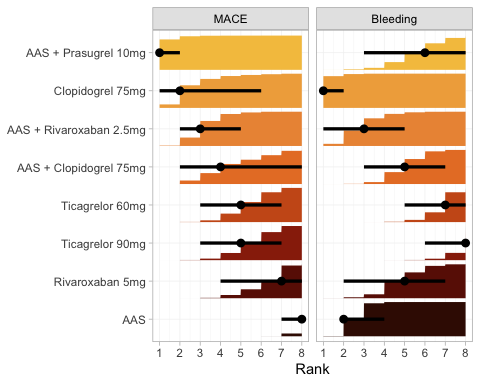 MACE Bleeding
AAS + Prasugrel 10mg
Clopidogrel 75mg
AAS + Rivaroxaban 2.5mg
AAS + Clopidogrel 75mg
Ticagrelor 60mg
Ticagrelor 90mg
Rivaroxaban 5mg
AAS
1 2 3 4 5 6 7 8 1 2 3 4 5 6 7 8
Rank